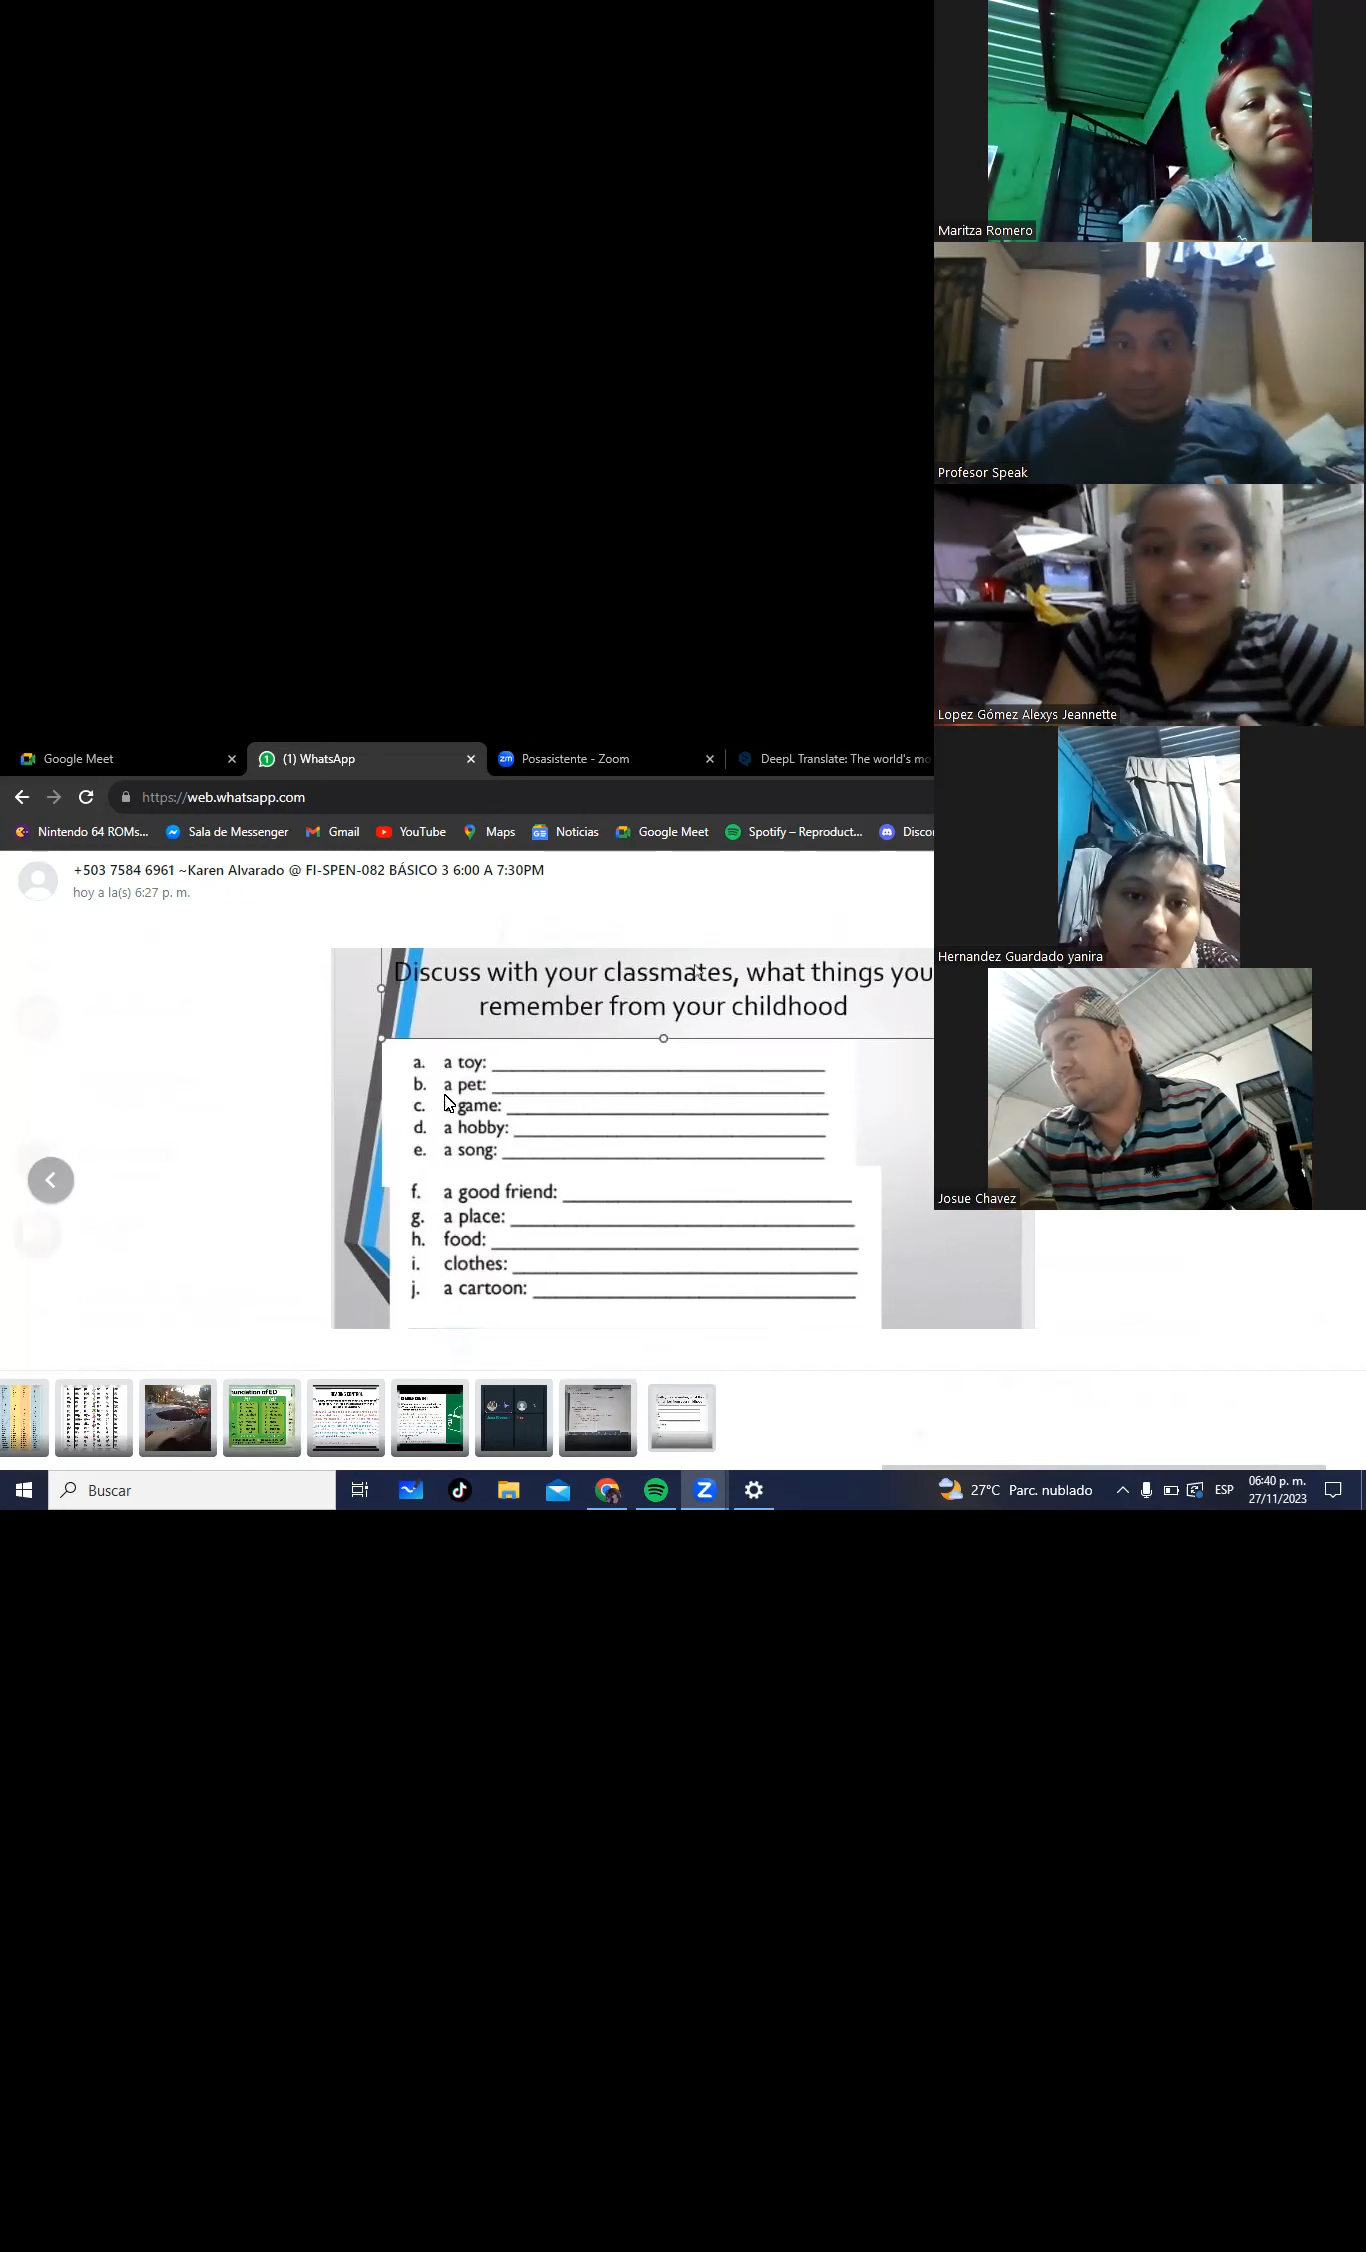 Maritza Romero
Profesor Speak
Lopez Gómez Alexys Jeannette
Hernandez Guardado yanira
Josue Chavez
Google Meet
(1) WhatsApp
Posasistente - Zoom
DeepL Translate: The world's mo
https://web.whatsapp.com
Nintendo 64 ROMs... Sala de Messenger Gmail YouTube Maps Noticias Google Meet Spotify – Reproduct... Disco
+503 7584 6961 ~Karen Alvarado @ FI-SPEN-082 BÁSICO 3 6:00 A 7:30PM
hoy a la(s) 6:27 p. m.
Discuss with your classmates, what things you
remember from your childhood
a. a toy:
b. a pet:
c. game:
d. a hobby:
e. a song:
f. a good friend:
g. a place:
h. food:
i. clothes:
j. a cartoon:
Buscar
27°C Parc. nublado
ESP
06:40 p. m.
27/11/2023